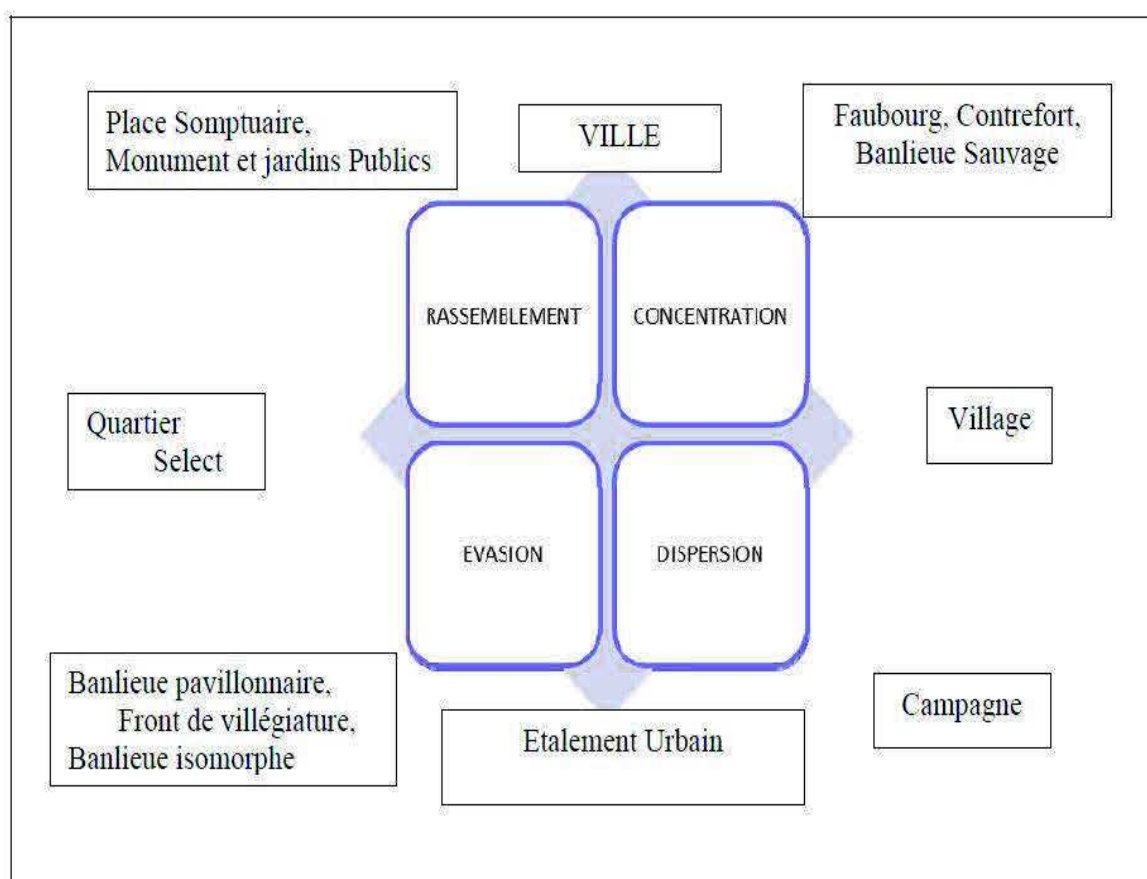 Place Somptuaire,
Monument et jardins Publics
VILLE
Faubourg, Contrefort,
Banlieue Sauvage
RASSEMBLEMENT
CONCENTRATION
Quartier
Select
Village
EVASION
DISPERSION
Banlieue pavillonnaire,
Front de villégiature,
Banlieue isomorphe
Etalement Urbain
Campagne